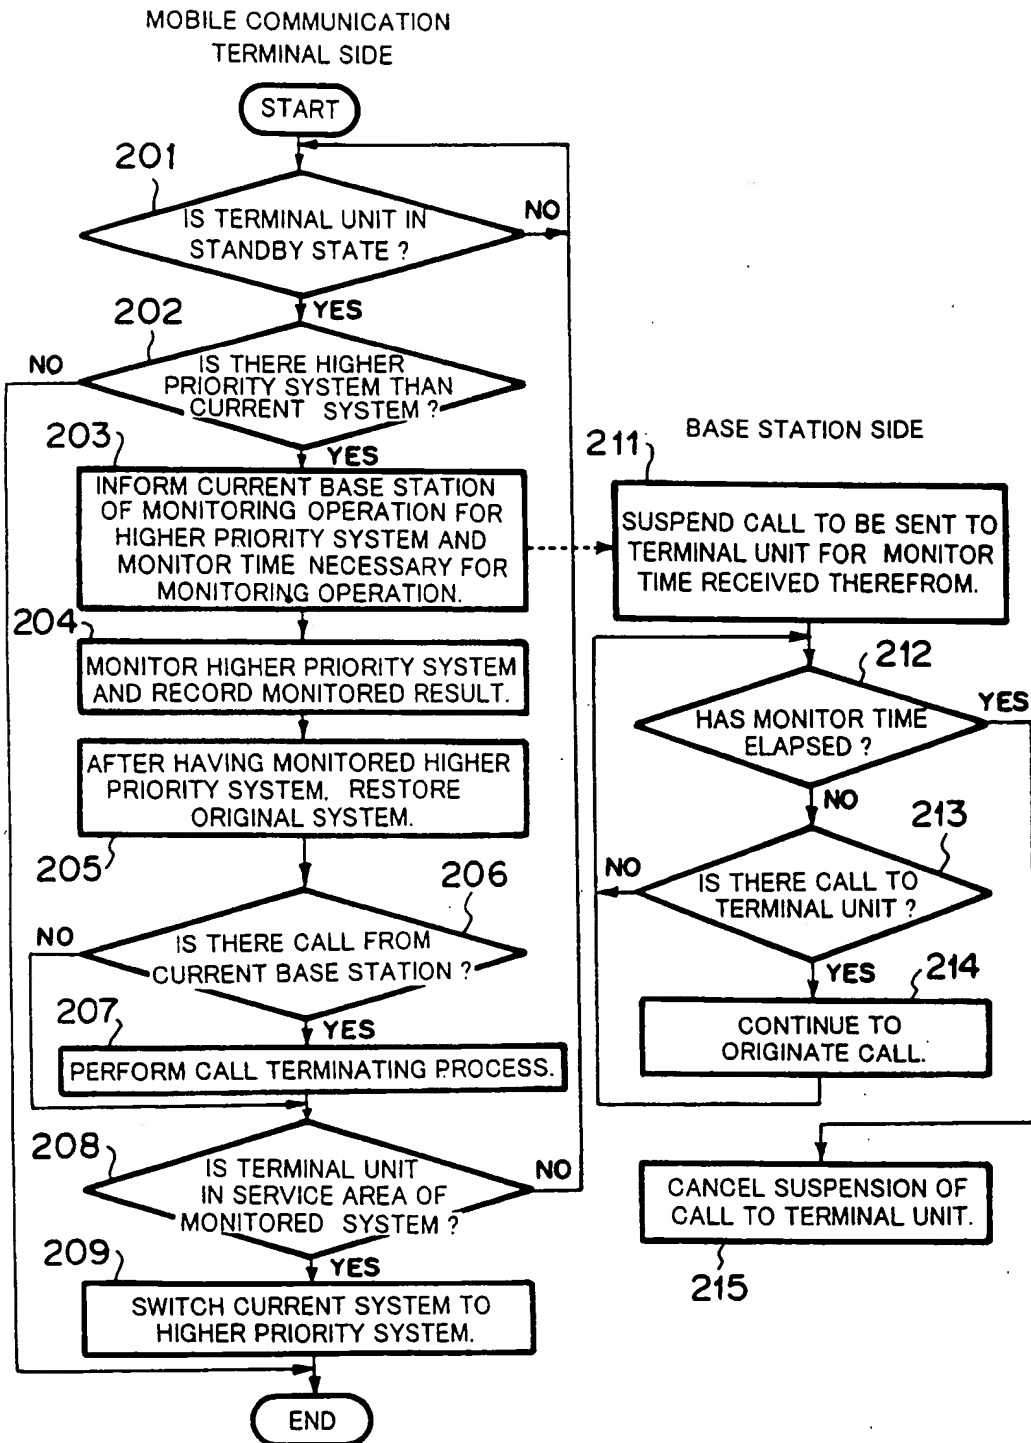 MOBILE COMMUNICATION
TERMINAL SIDE
START
201
IS TERMINAL UNIT IN
STANDBY STATE ?
NO
YES
202
NO
IS THERE HIGHER
PRIORITY SYSTEM THAN
CURRENT SYSTEM ?
YES
203
INFORM CURRENT BASE STATION
OF MONITORING OPERATION FOR
HIGHER PRIORITY SYSTEM AND
MONITOR TIME NECESSARY FOR
MONITORING OPERATION.
204
MONITOR HIGHER PRIORITY SYSTEM
AND RECORD MONITORED RESULT.
AFTER HAVING MONITORED HIGHER
PRIORITY SYSTEM, RESTORE
ORIGINAL SYSTEM.
205
206
NO
IS THERE CALL FROM
CURRENT BASE STATION ?
YES
207
PERFORM CALL TERMINATING PROCESS.
208
IS TERMINAL UNIT
IN SERVICE AREA OF
MONITORED SYSTEM ?
NO
YES
209
SWITCH CURRENT SYSTEM TO
HIGHER PRIORITY SYSTEM.
END
BASE STATION SIDE
211
SUSPEND CALL TO BE SENT TO
TERMINAL UNIT FOR MONITOR
TIME RECEIVED THEREFROM.
212
HAS MONITOR TIME
ELAPSED ?
YES
NO
213
NO
IS THERE CALL TO
TERMINAL UNIT ?
YES
214
CONTINUE TO
ORIGINATE CALL.
CANCEL SUSPENSION OF
CALL TO TERMINAL UNIT.
215